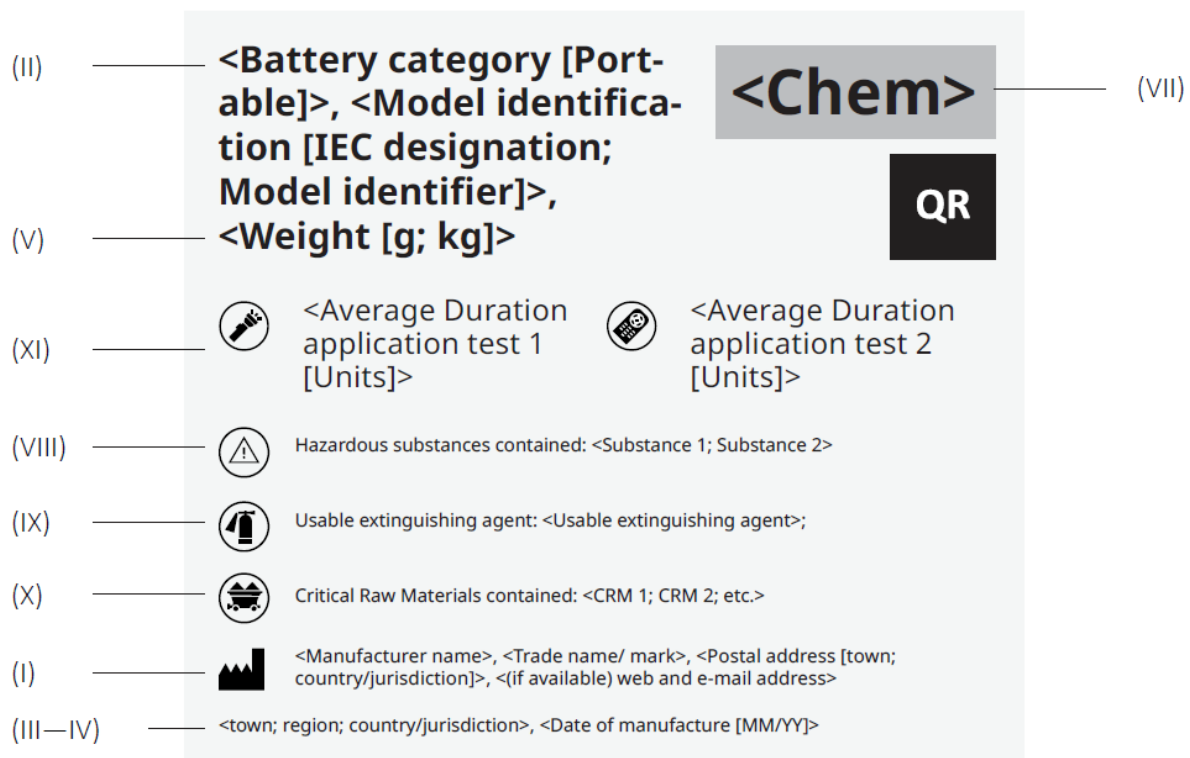 (II)
<Battery category [Port-
able]>, <Model identifica-
tion [IEC designation;
Model identifier]>,
(V)
<Weight [g; kg]>
<Chem>
(VII)
QR
(XI)
<Average Duration
application test 1
[Units]>
<Average Duration
application test 2
[Units]>
(VIII)
Hazardous substances contained: <Substance 1; Substance 2>
(IX)
Usable extinguishing agent: <Usable extinguishing agent>;
(X)
Critical Raw Materials contained: <CRM 1; CRM 2; etc.>
(I)
<Manufacturer name>, <Trade name/ mark>, <Postal address [town;
country/jurisdiction]>, <(if available) web and e-mail address>
(III—IV)
<town; region; country/jurisdiction>, <Date of manufacture [MM/YY]>